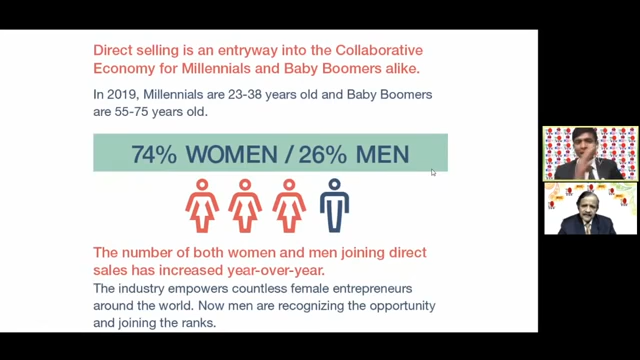 Direct selling is an entryway into the Collaborative
Economy for Millennials and Baby Boomers alike.
In 2019, Millennials are 23-38 years old and Baby Boomers
are 55-75 years old.
74% WOMEN / 26% MEN
The number of both women and men joining direct
sales has increased year-over-year.
The industry empowers countless female entrepreneurs
around the world. Now men are recognizing the opportunity
and joining the ranks.